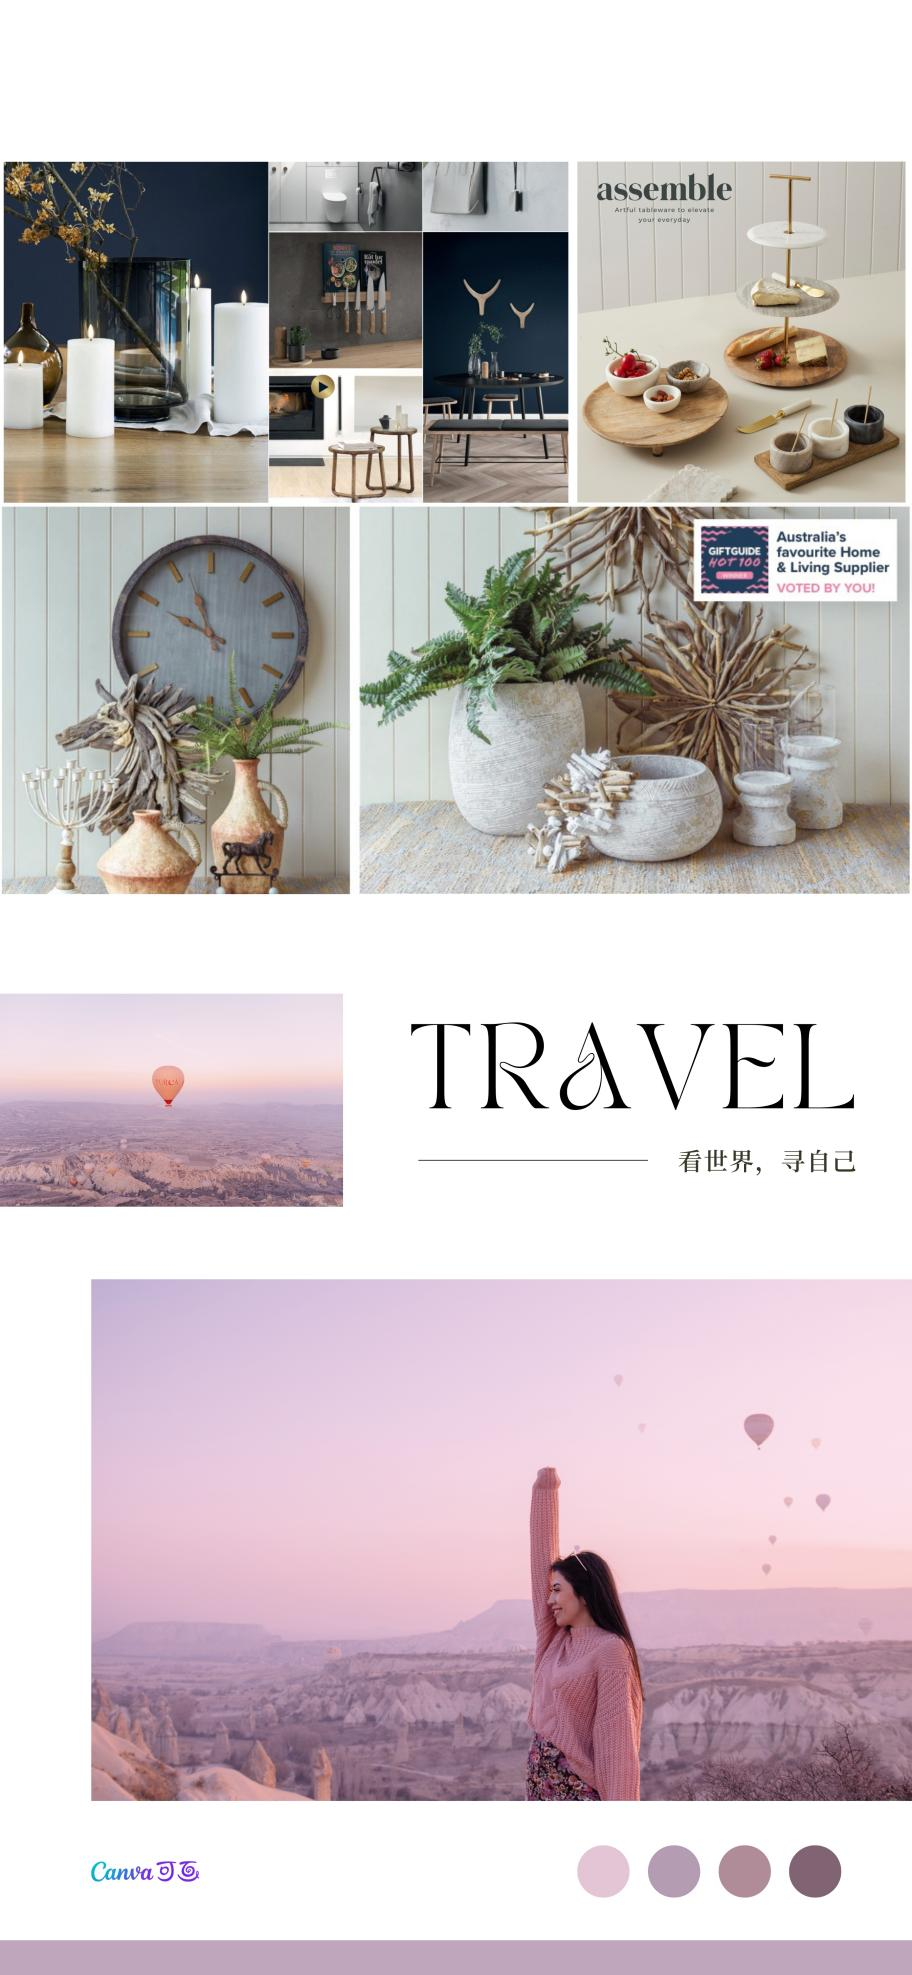 assemble
Artful tableware to elevate
your everyday
GIFTGUIDE
HOT 100
WINNER
Australia's
favourite Home
& Living Supplier
VOTED BY YOU!
TRAVEL
看世界，寻自己
Canva可画